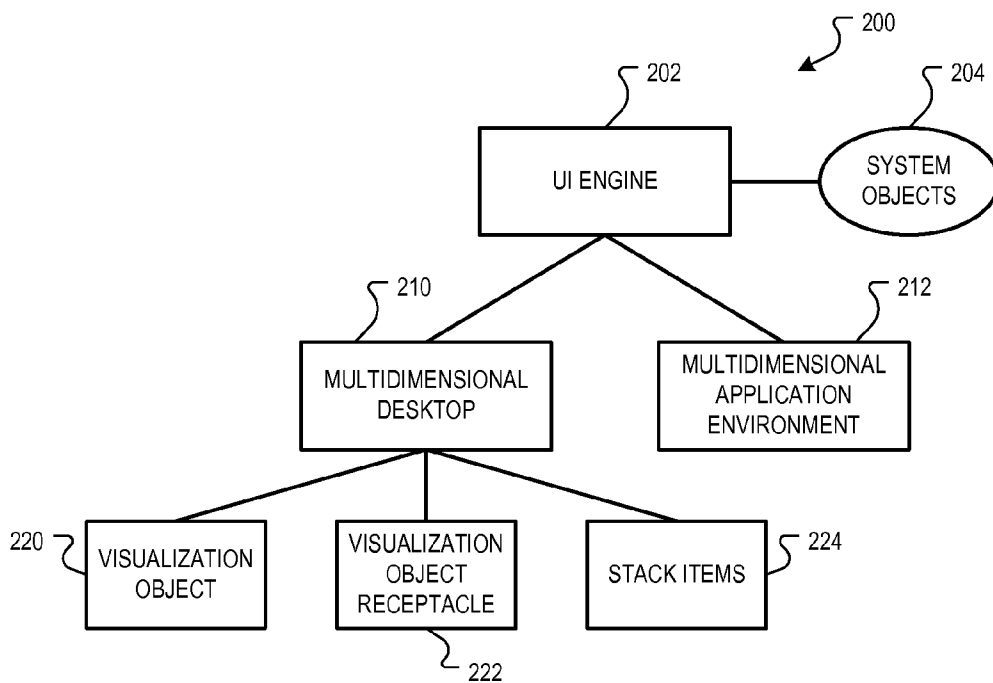 200
202
204
UI ENGINE
SYSTEM
OBJECTS
210
212
MULTIDIMENSIONAL
DESKTOP
MULTIDIMENSIONAL
APPLICATION
ENVIRONMENT
220
VISUALIZATION
OBJECT
VISUALIZATION
OBJECT
RECEPTACLE
STACK ITEMS
224
222